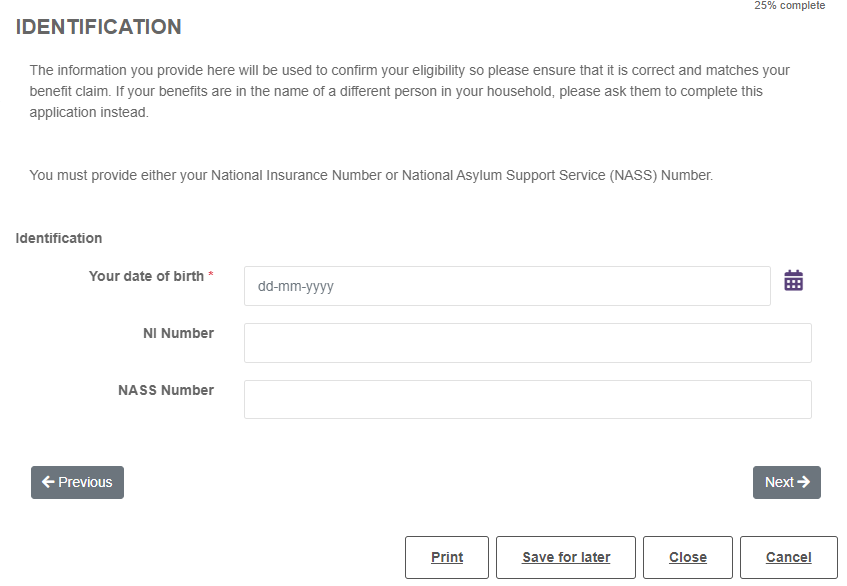 25% complete
IDENTIFICATION
The information you provide here will be used to confirm your eligibility so please ensure that it is correct and matches your
benefit claim. If your benefits are in the name of a different person in your household, please ask them to complete this
application instead.
You must provide either your National Insurance Number or National Asylum Support Service (NASS) Number.
Identification
Your date of birth *
dd-mm-yyyy
NI Number
NASS Number
Previous
Next
Print
Save for later
Close
Cancel